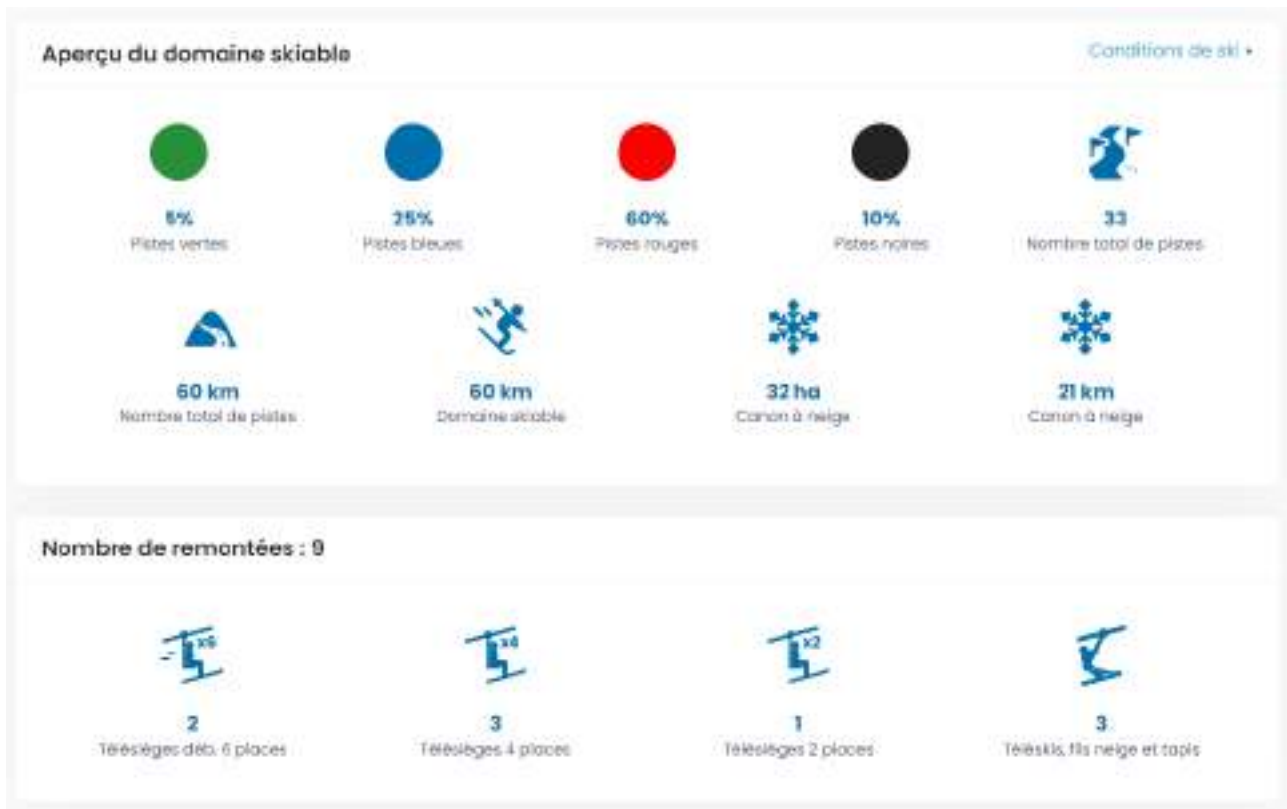 Aperçu du domaine skiable
Conditions de ski
5%
Pistes vertes
25%
Pistes bleues
60%
Pistes rouges
10%
Pistes noires
33
Nombre total de pistes
60 km
Nombre total de pistes
60 km
Domaine skiable
32 ha
Canon à neige
21 km
Canon à neige
Nombre de remontées : 9
x6
2
Télésièges déb. 6 places
x4
3
Télésièges 4 places
x2
1
Télésièges 2 places
3
Téléskis, fils neige et tapis